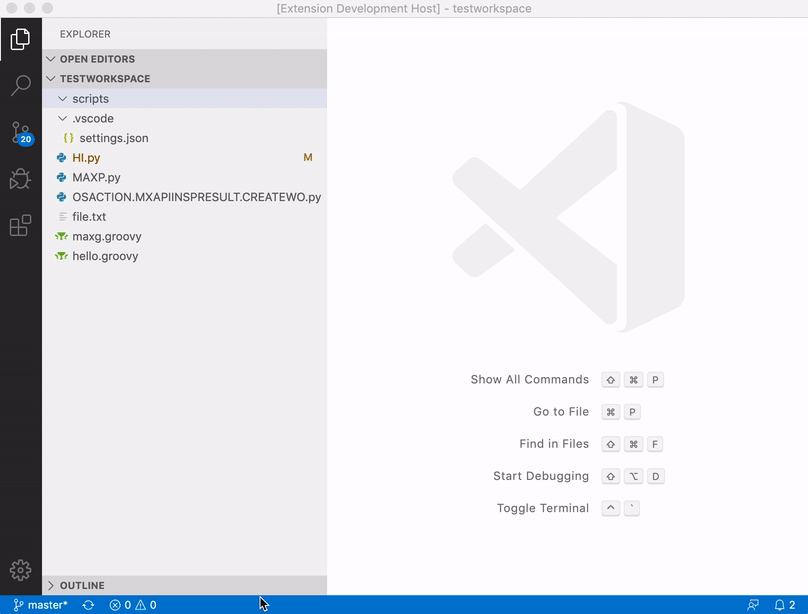 [Extension Development Host] - testworkspace
EXPLORER
OPEN EDITORS
TESTWORKSPACE
scripts
.vscode
{} settings.json
HI.py M
MAXP.py
OSACTION.MXAPIINSPRESULT.CREATEWO.py
file.txt
maxg.groovy
hello.groovy
20
Show All Commands ⇧ ⌘ P
Go to File ⌘ P
Find in Files ⇧ ⌘ F
Start Debugging ⇧ ⌥ D
Toggle Terminal ^ `
OUTLINE
master* 0 0 2